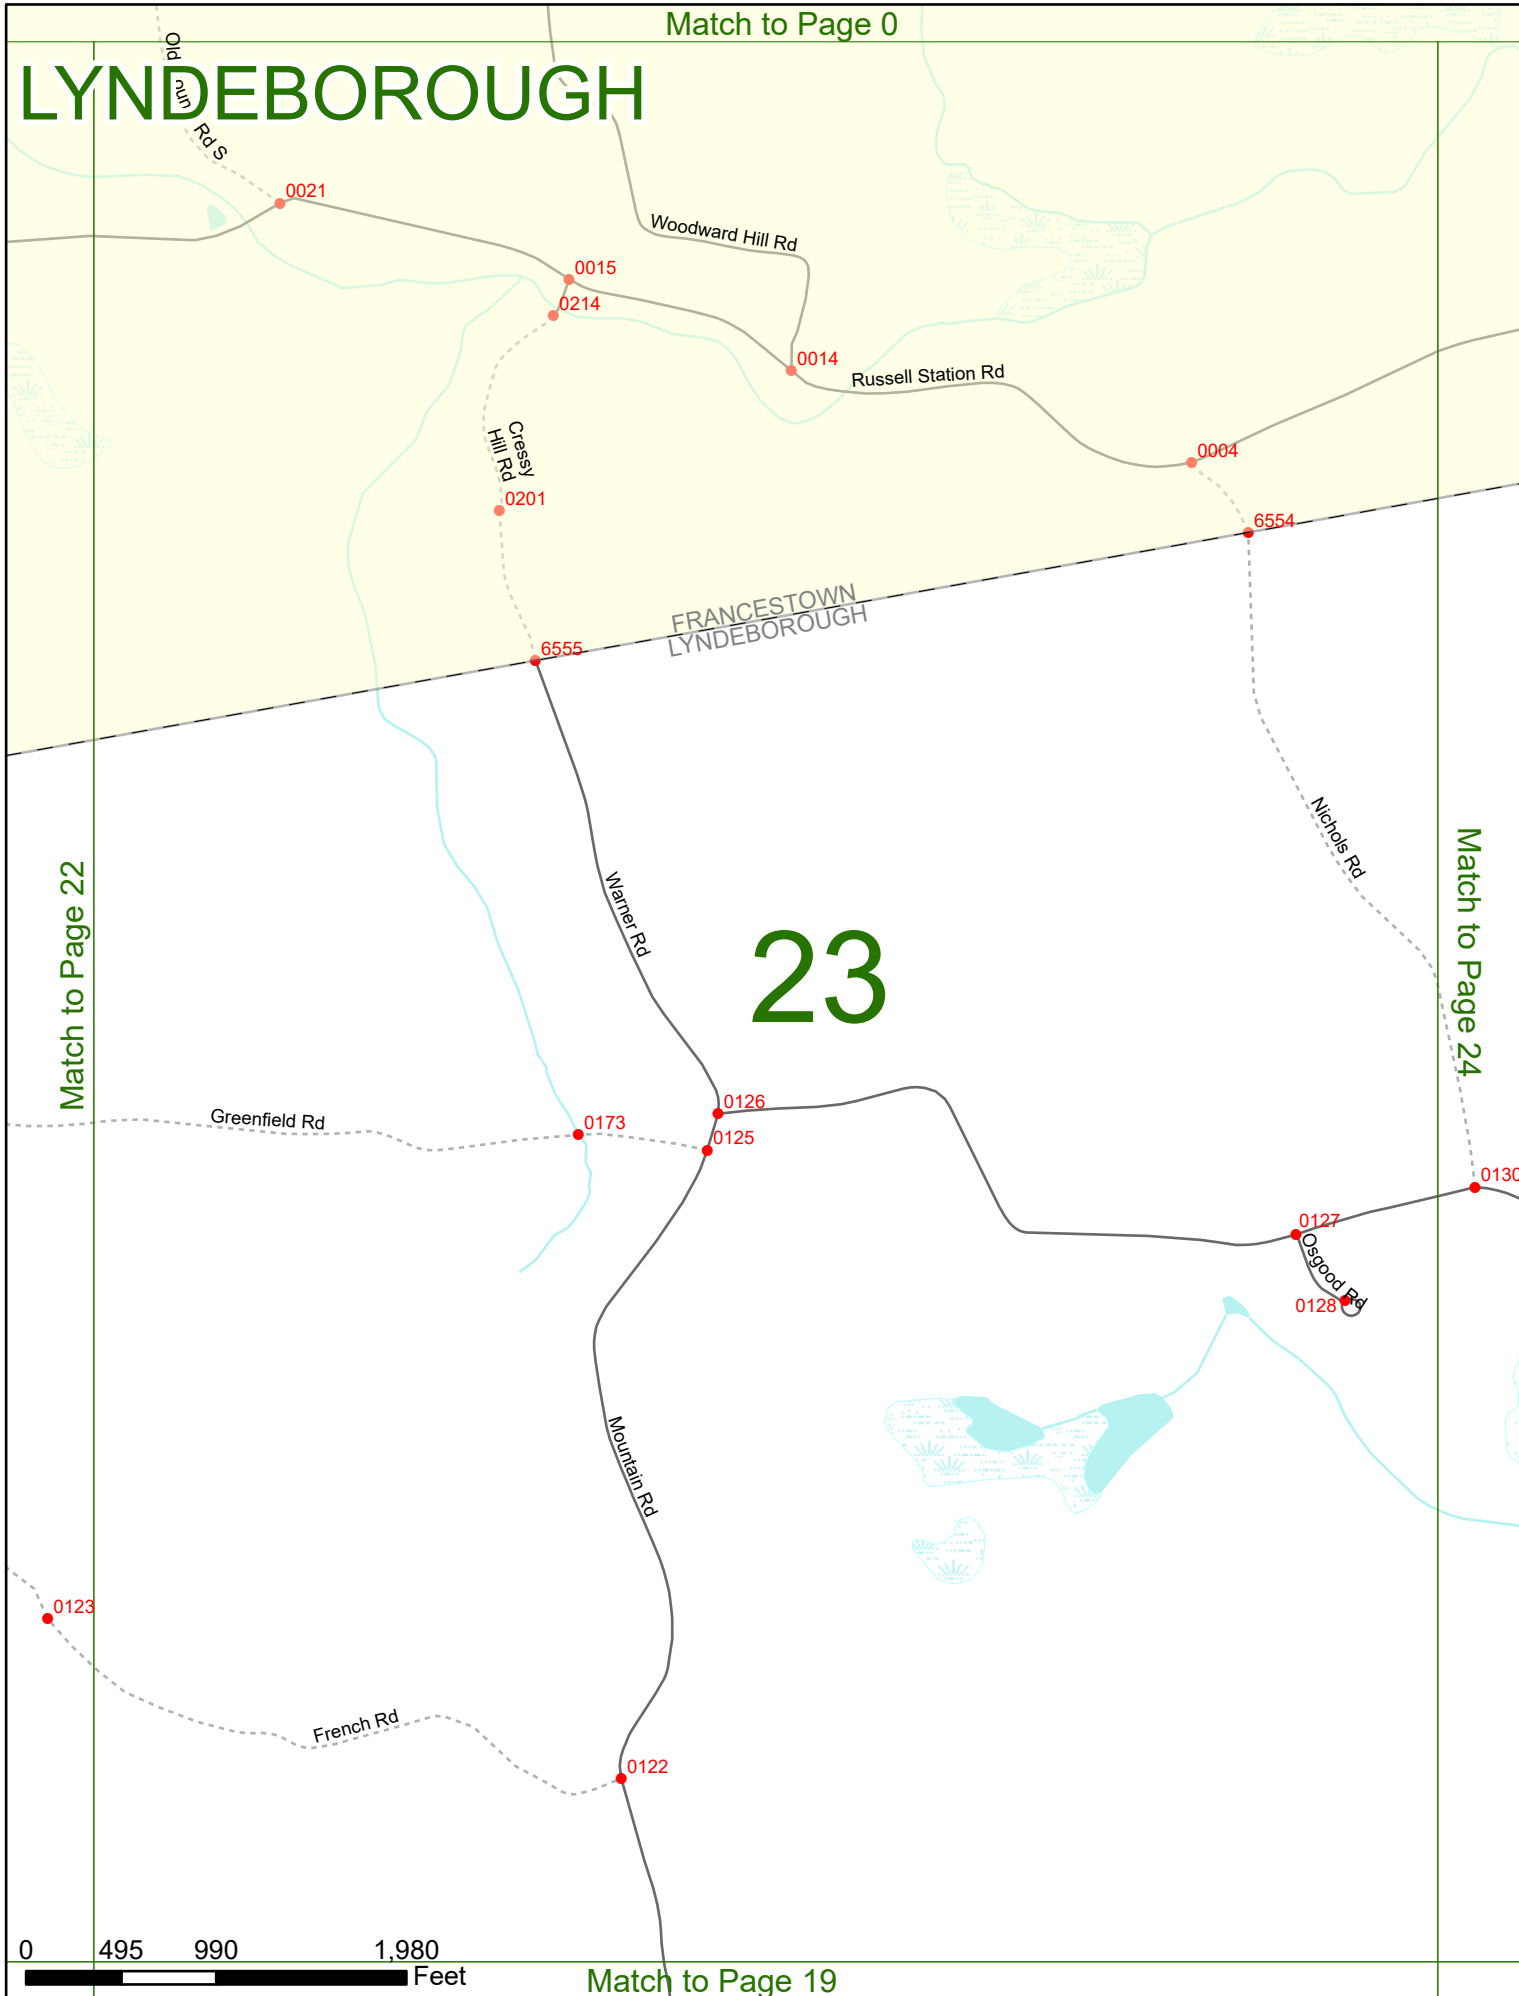 Match to Page 0
LYNDEBOROUGH
Old
Rd S
0021
Woodward Hill Rd
0015
0214
0014
Russell Station Rd
Cressy
Hill Rd
0004
0201
6554
FRANCESTOWN
LYNDEBOROUGH
6555
Nichols Rd
Match to Page 22
Warner Rd
23
Match to Page 24
0126
Greenfield Rd
0173
0125
0130
0127
Osgood Rd
0128
Mountain Rd
0123
French Rd
0122
0 495 990 1,980
Feet
Match to Page 19